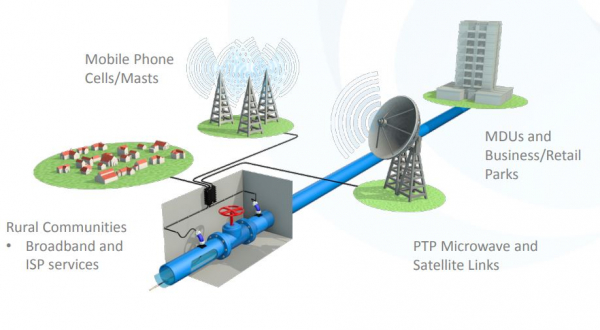 Mobile Phone
Cells/Masts
MDUs and
Business/Retail
Parks
Rural Communities
• Broadband and
ISP services
PTP Microwave and
Satellite Links